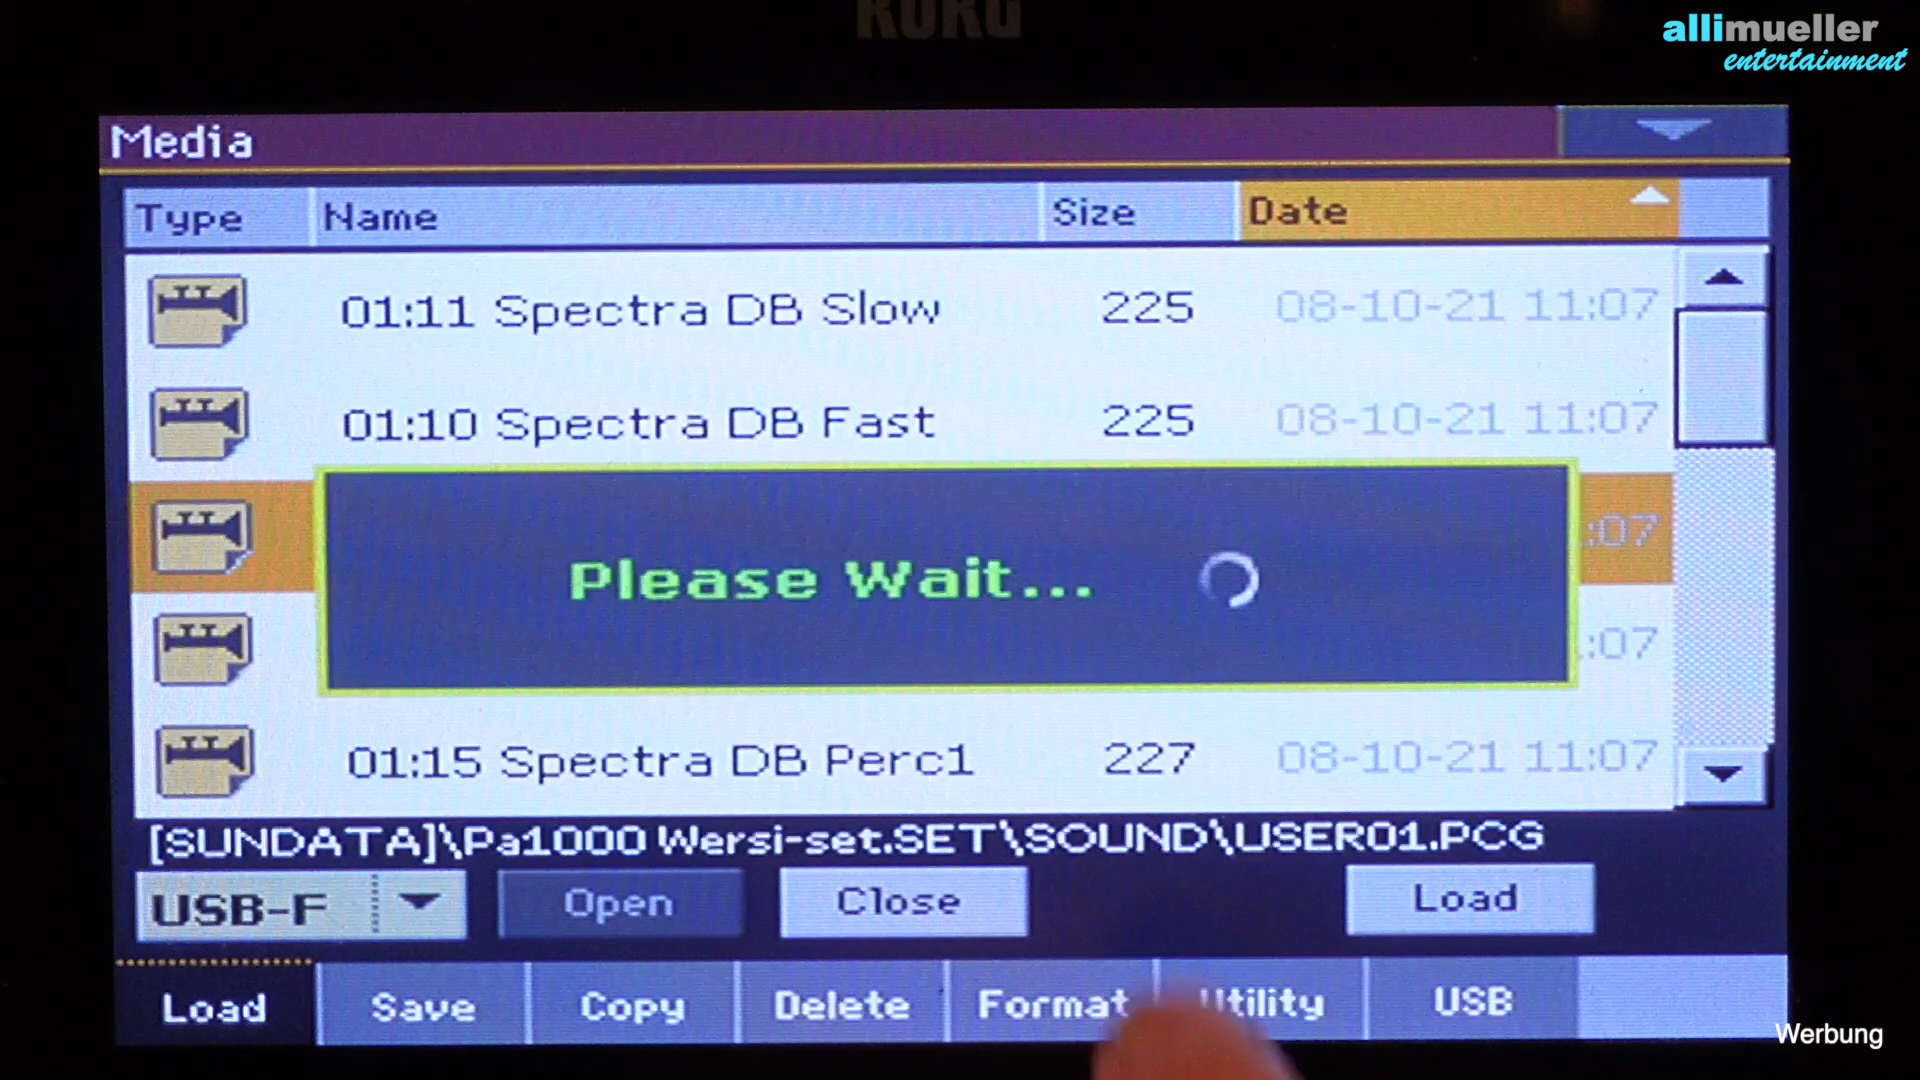 KORG
allimueller
entertainment
Media
Type Name Size Date
01:11 Spectra DB Slow 225 08-10-21 11:07
01:10 Spectra DB Fast 225 08-10-21 11:07
:07
Please Wait...
:07
01:15 Spectra DB Perc1 227 08-10-21 11:07
[SUNDATA]\Pa1000 Wersi-set.SET\SOUND\USER01.PCG
USB-F Open Close Load
Load Save Copy Delete Format Utility USB
Werbung